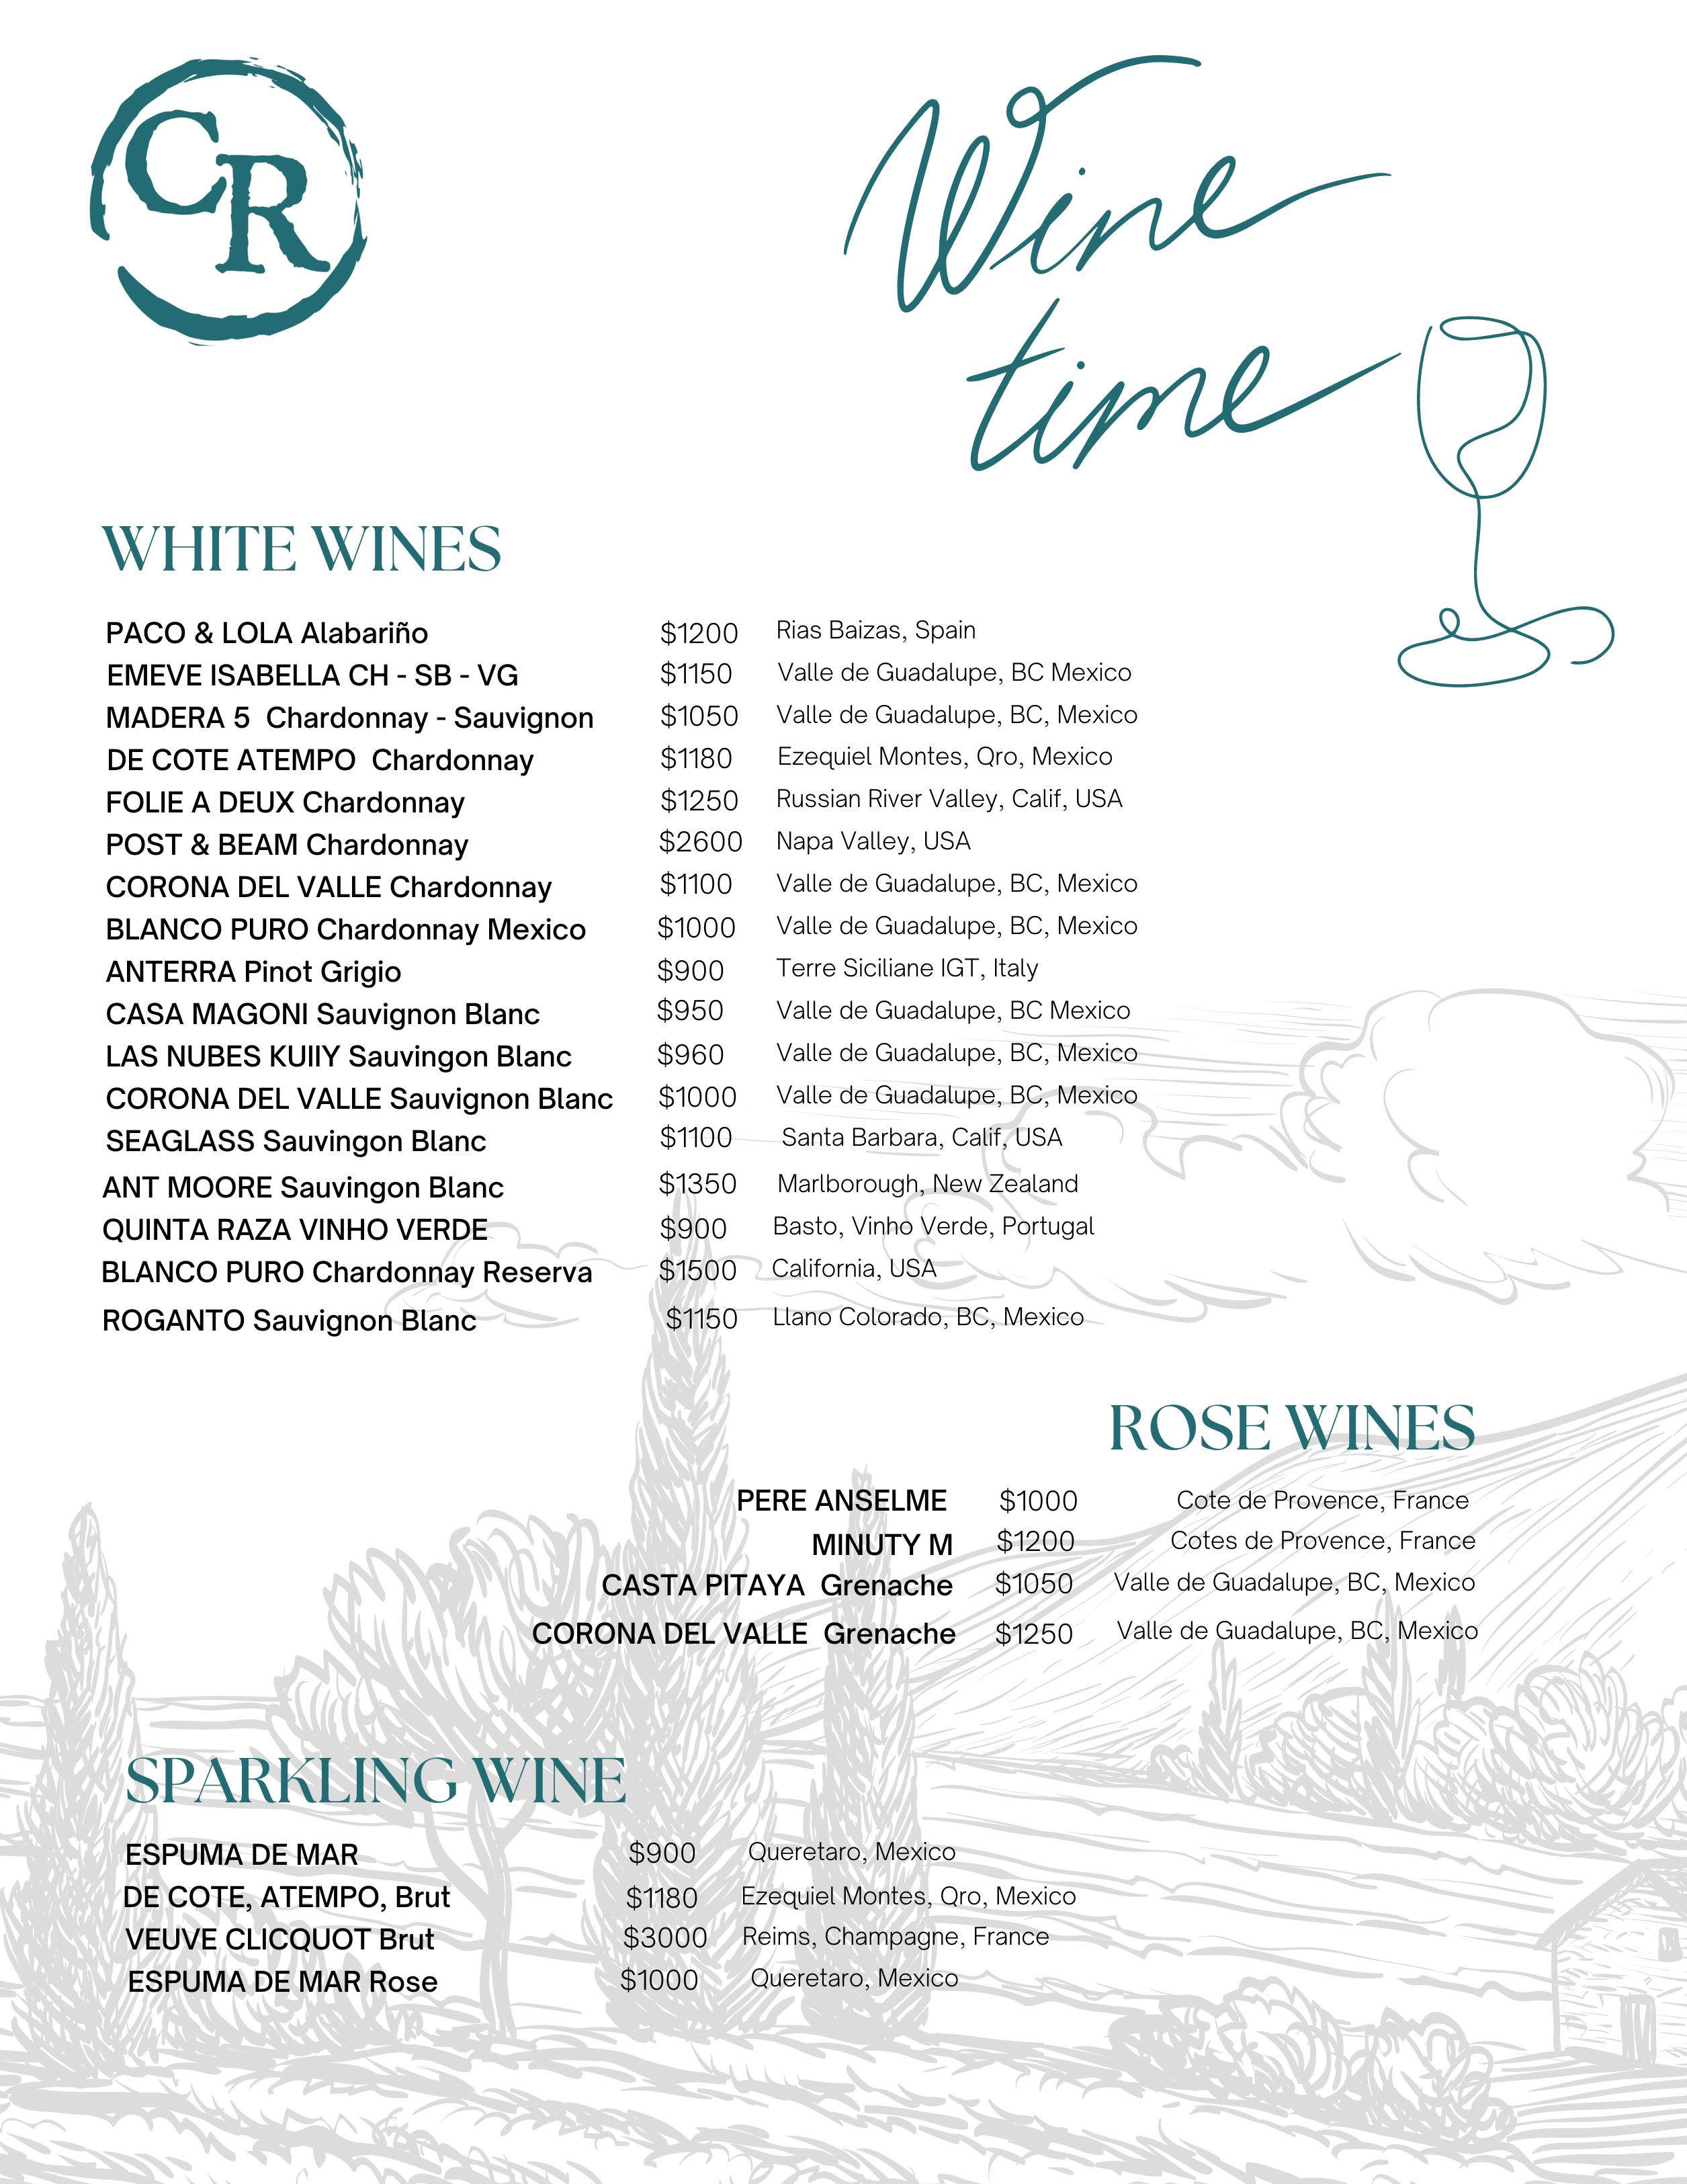 CR
Wine
time
WHITE WINES
PACO & LOLA Alabariño $1200 Rias Baizas, Spain
EMEVE ISABELLA CH - SB - VG $1150 Valle de Guadalupe, BC Mexico
MADERA 5 Chardonnay - Sauvignon $1050 Valle de Guadalupe, BC, Mexico
DE COTE ATEMPO Chardonnay $1180 Ezequiel Montes, Qro, Mexico
FOLIE A DEUX Chardonnay $1250 Russian River Valley, Calif, USA
POST & BEAM Chardonnay $2600 Napa Valley, USA
CORONA DEL VALLE Chardonnay $1100 Valle de Guadalupe, BC, Mexico
BLANCO PURO Chardonnay Mexico $1000 Valle de Guadalupe, BC, Mexico
ANTERRA Pinot Grigio $900 Terre Siciliane IGT, Italy
CASA MAGONI Sauvignon Blanc $950 Valle de Guadalupe, BC Mexico
LAS NUBES KUIIY Sauvingon Blanc $960 Valle de Guadalupe, BC, Mexico
CORONA DEL VALLE Sauvignon Blanc $1000 Valle de Guadalupe, BC, Mexico
SEAGLASS Sauvingon Blanc $1100 Santa Barbara, Calif, USA
ANT MOORE Sauvingon Blanc $1350 Marlborough, New Zealand
QUINTA RAZA VINHO VERDE $900 Basto, Vinho Verde, Portugal
BLANCO PURO Chardonnay Reserva $1500 California, USA
ROGANTO Sauvignon Blanc $1150 Llano Colorado, BC, Mexico
ROSE WINES
PERE ANSELME $1000 Cote de Provence, France
MINUTY M $1200 Cotes de Provence, France
CASTA PITAYA Grenache $1050 Valle de Guadalupe, BC, Mexico
CORONA DEL VALLE Grenache $1250 Valle de Guadalupe, BC, Mexico
SPARKLING WINE
ESPUMA DE MAR $900 Queretaro, Mexico
DE COTE, ATEMPO, Brut $1180 Ezequiel Montes, Qro, Mexico
VEUVE CLICQUOT Brut $3000 Reims, Champagne, France
ESPUMA DE MAR Rose $1000 Queretaro, Mexico